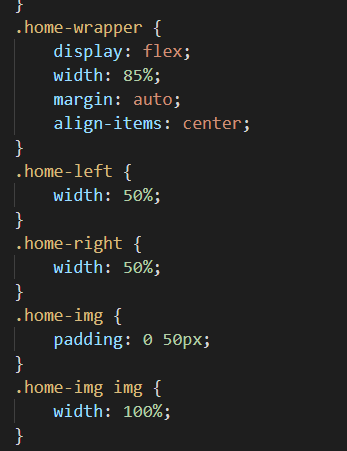 }
.home-wrapper {
    display: flex;
    width: 85%;
    margin: auto;
    align-items: center;
}
.home-left {
    width: 50%;
}
.home-right {
    width: 50%;
}
.home-img {
    padding: 0 50px;
}
.home-img img {
    width: 100%;
}